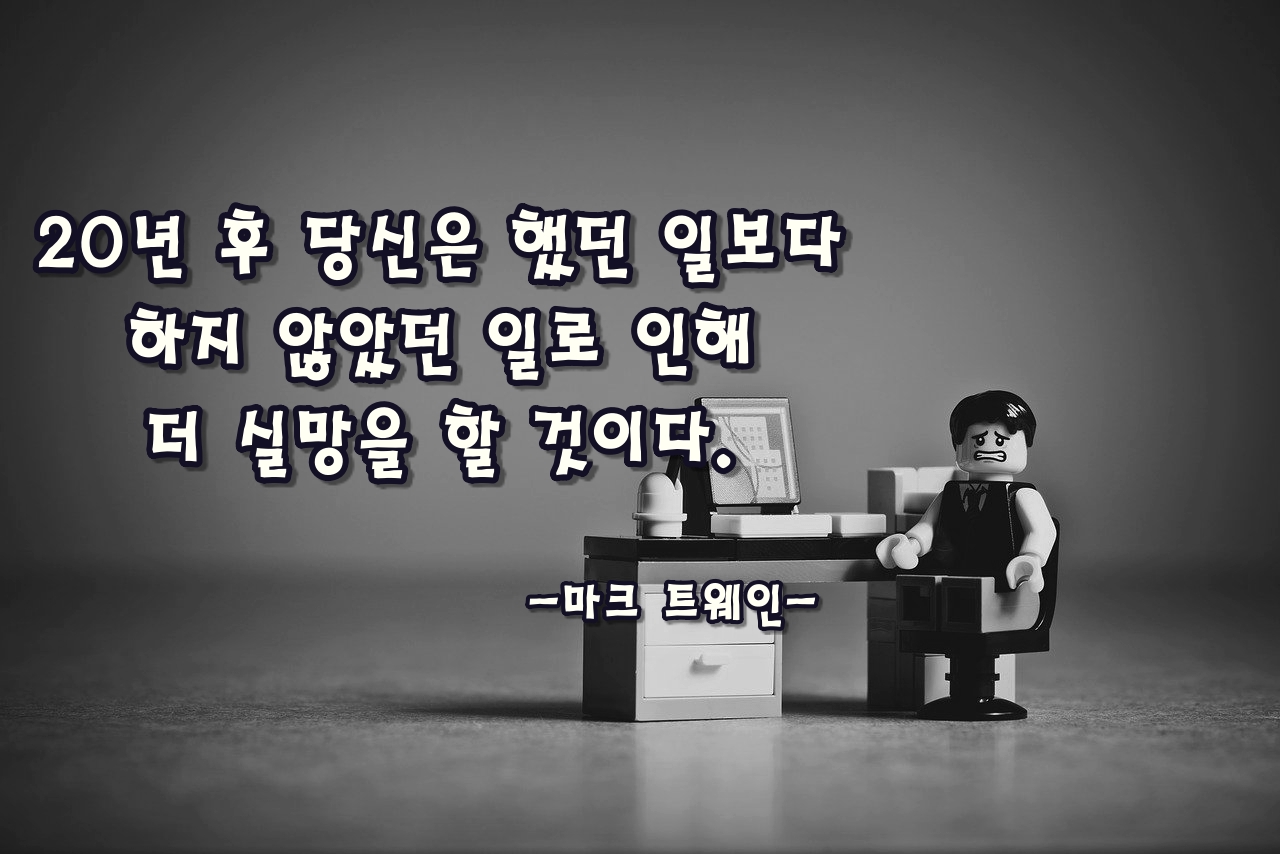 20년 후 당신은 했던 일보다
하지 않았던 일로 인해
더 실망을 할 것이다.
-마크 트웨인-